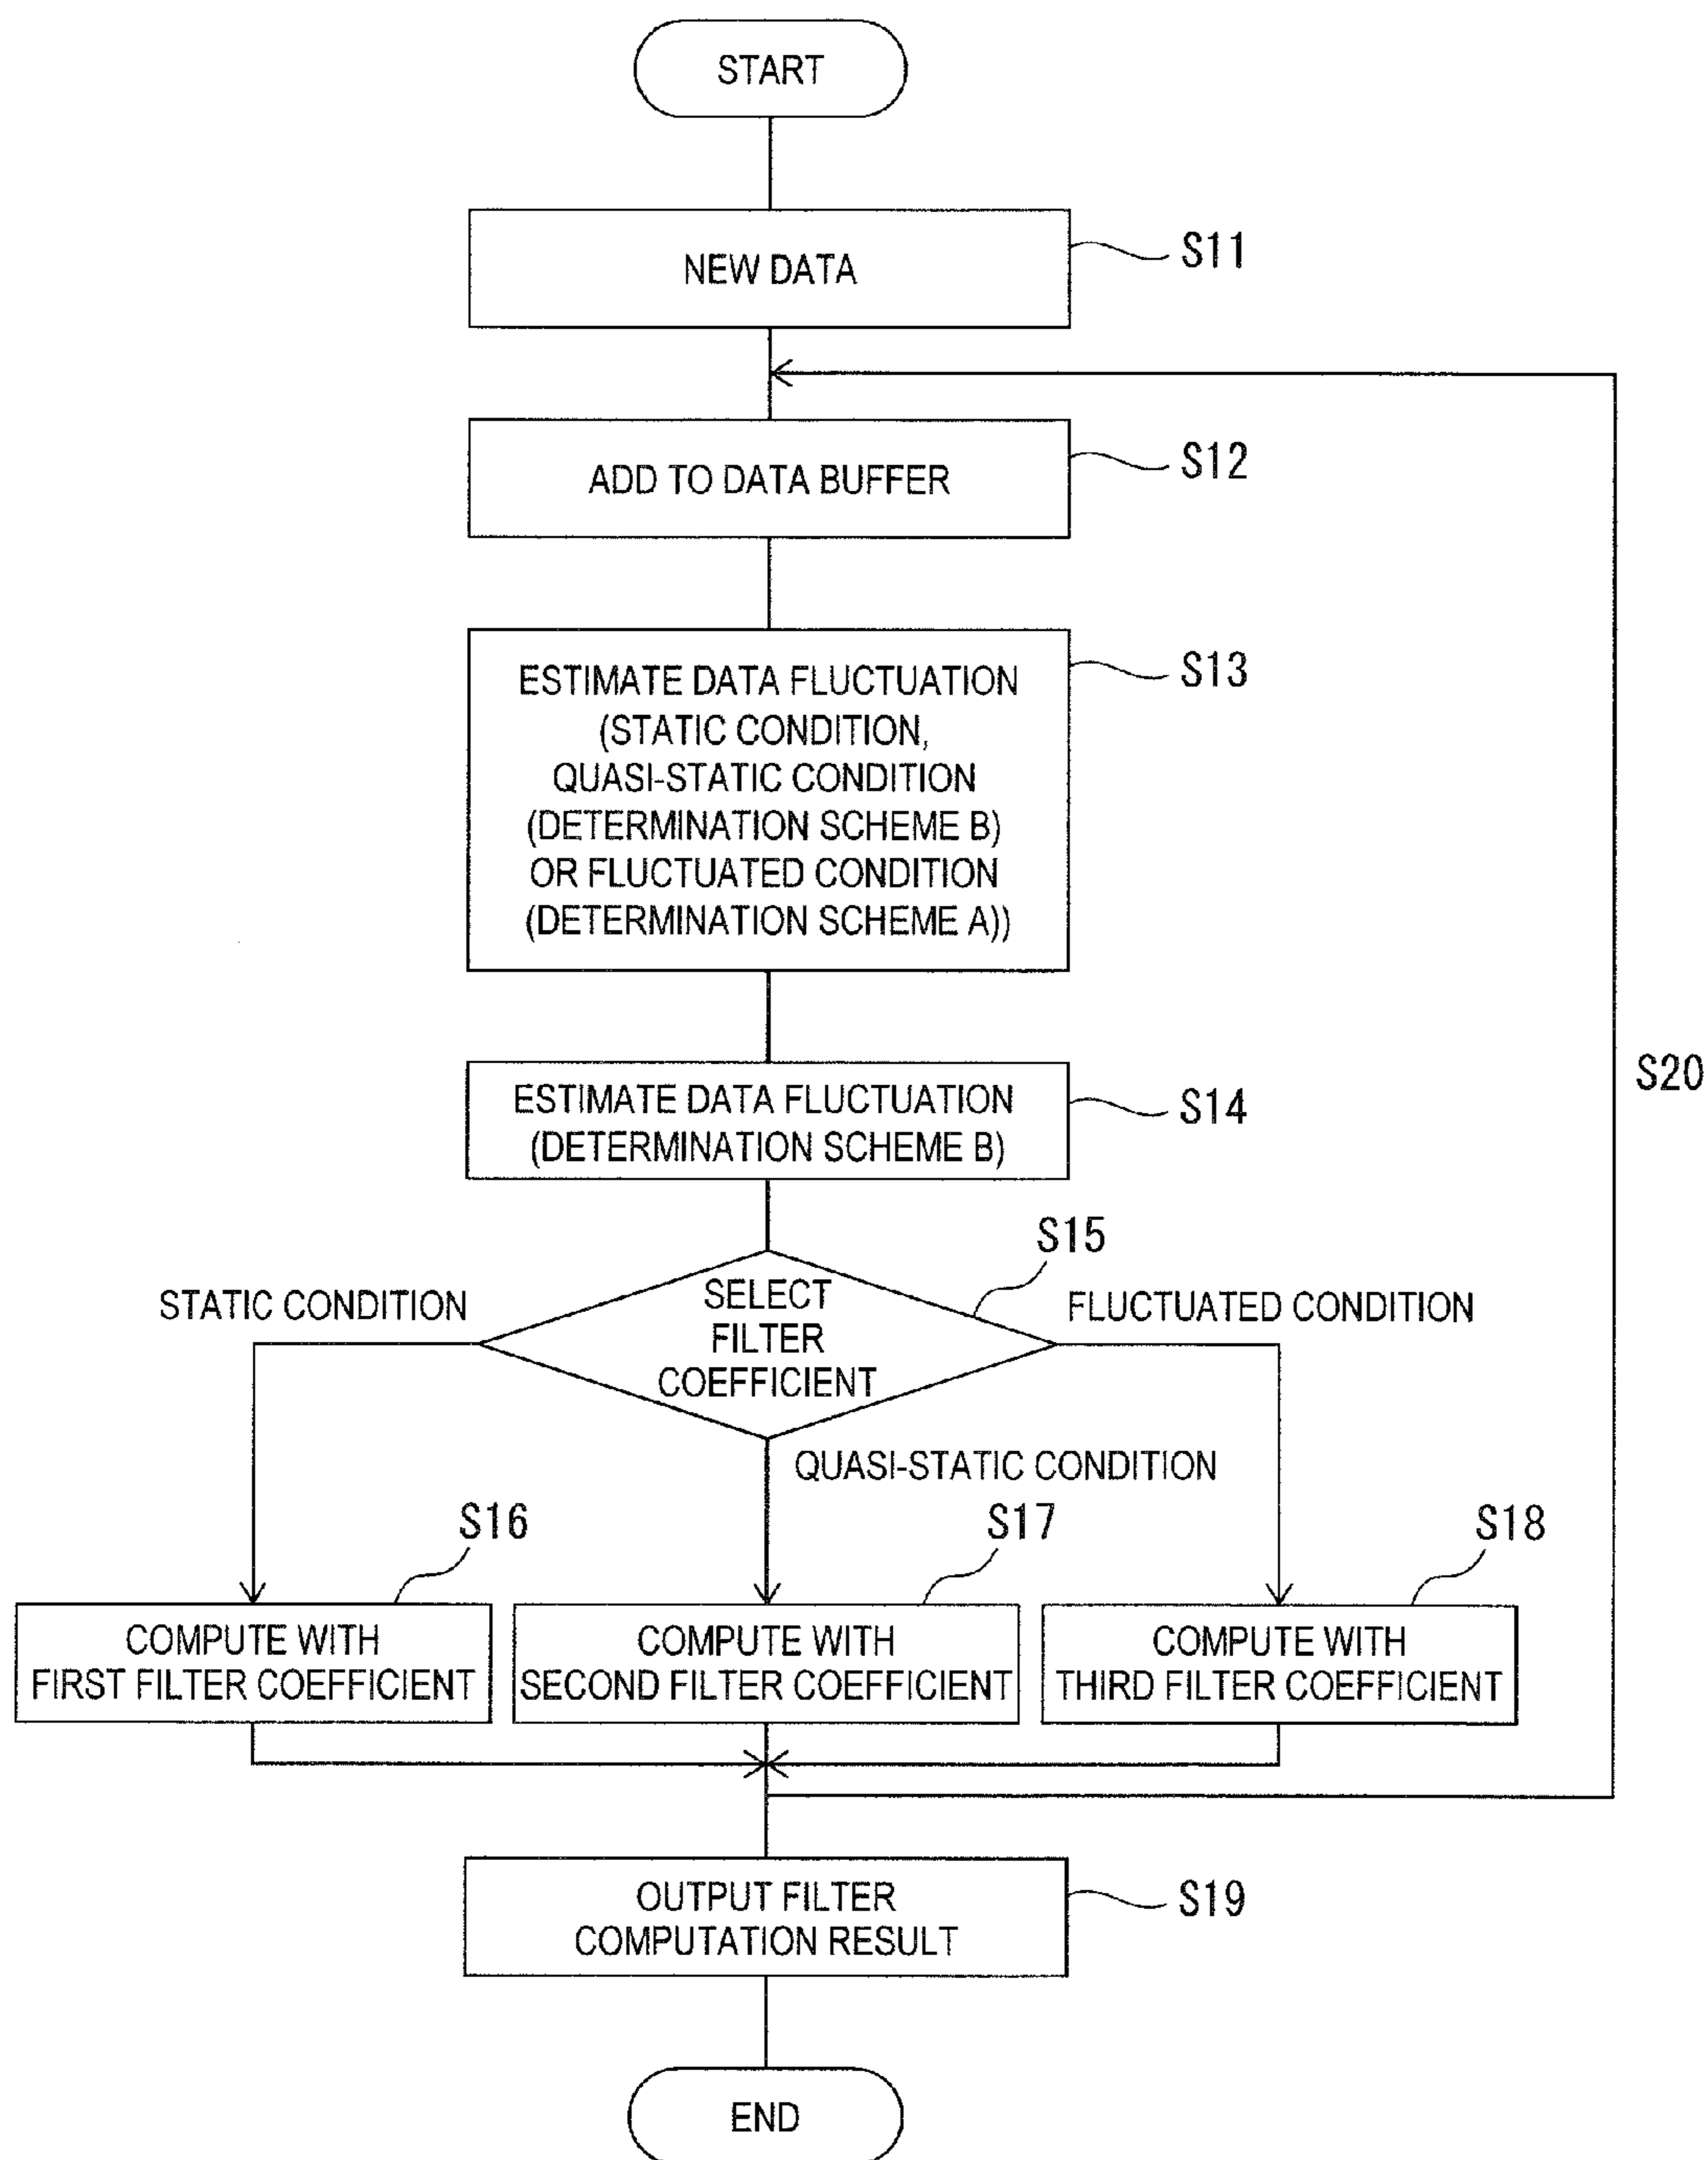 START
NEW DATA
S11
ADD TO DATA BUFFER
S12
ESTIMATE DATA FLUCTUATION
(STATIC CONDITION,
QUASI-STATIC CONDITION
(DETERMINATION SCHEME B)
OR FLUCTUATED CONDITION
(DETERMINATION SCHEME A))
S13
S20
ESTIMATE DATA FLUCTUATION
(DETERMINATION SCHEME B)
S14
S15
STATIC CONDITION
SELECT
FILTER
COEFFICIENT
FLUCTUATED CONDITION
QUASI-STATIC CONDITION
S16
S17
S18
COMPUTE WITH
FIRST FILTER COEFFICIENT
COMPUTE WITH
SECOND FILTER COEFFICIENT
COMPUTE WITH
THIRD FILTER COEFFICIENT
OUTPUT FILTER
COMPUTATION RESULT
S19
END